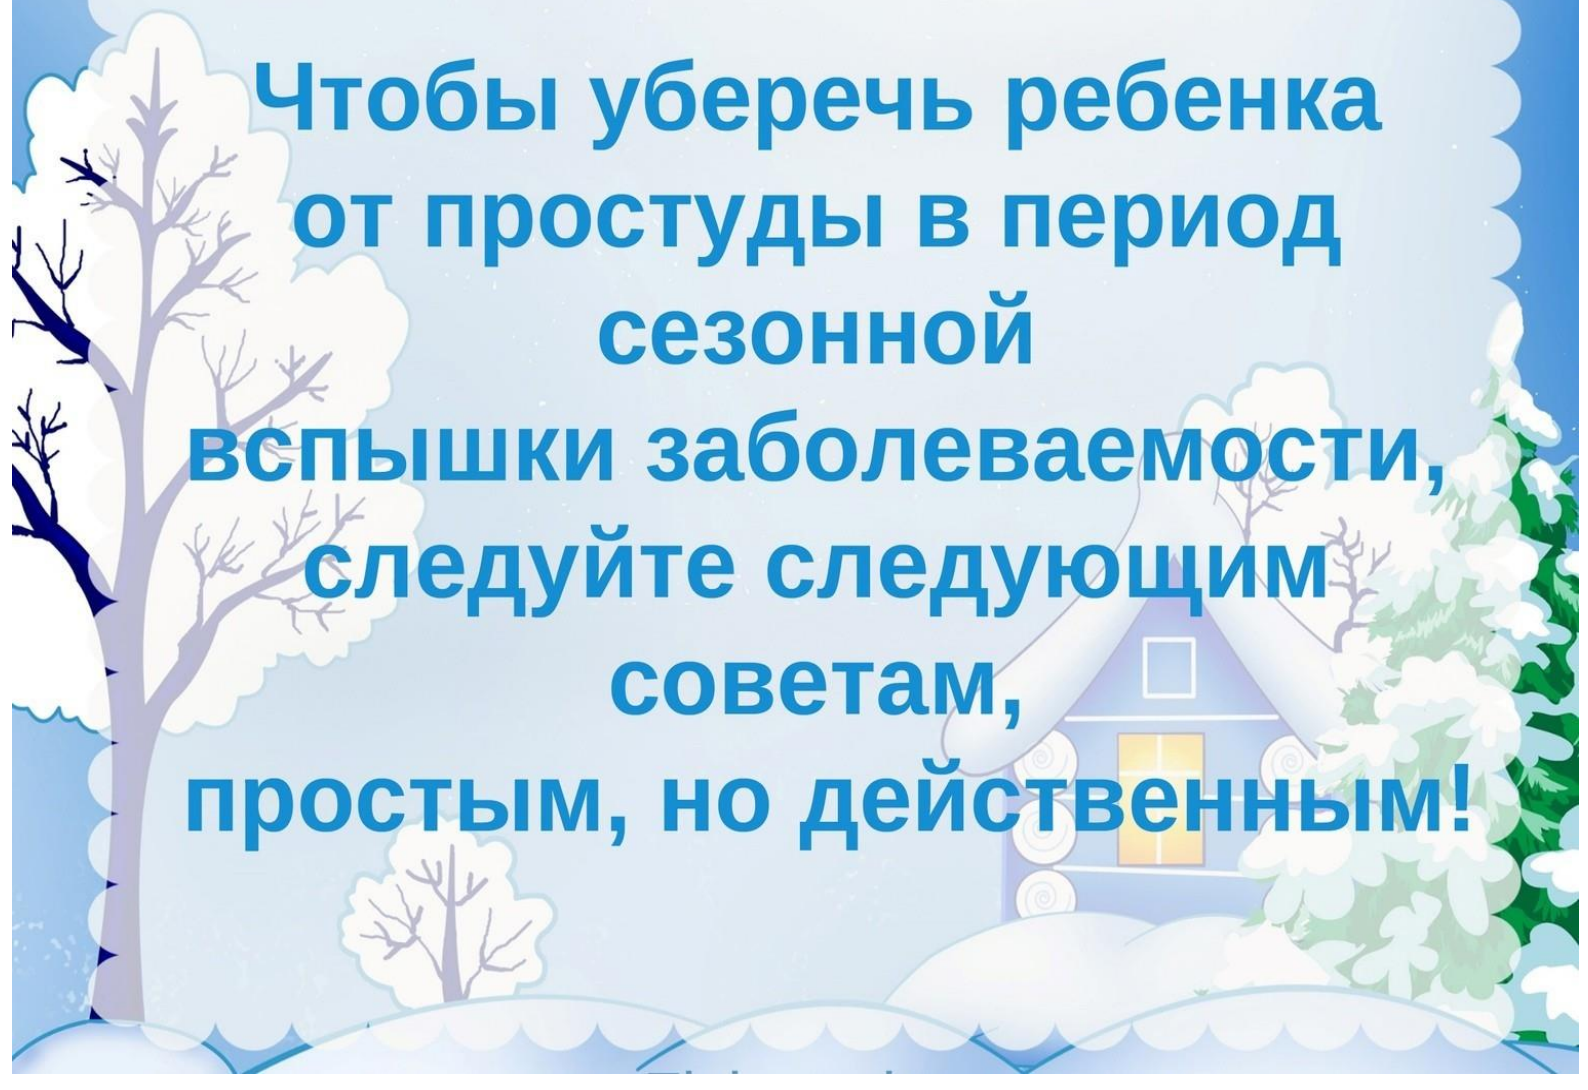 Чтобы уберечь ребенка
от простуды в период
сезонной
вспышки заболеваемости,
следуйте следующим
советам,
простым, но действенным!